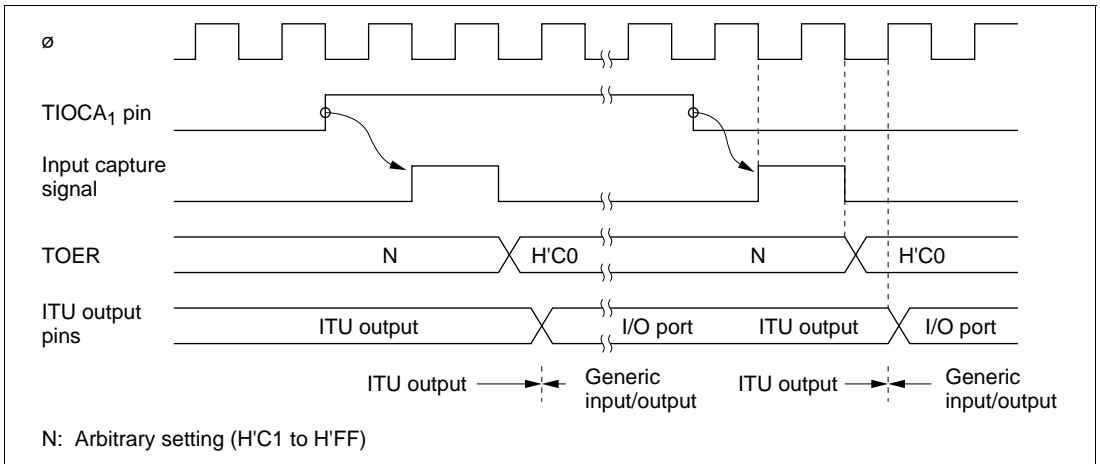 ø
TIOCA1 pin
Input capture
signal
TOER
N
H'C0
N
H'C0
ITU output
pins
ITU output
I/O port
ITU output
I/O port
ITU output
Generic
input/output
ITU output
Generic
input/output
N: Arbitrary setting (H'C1 to H'FF)